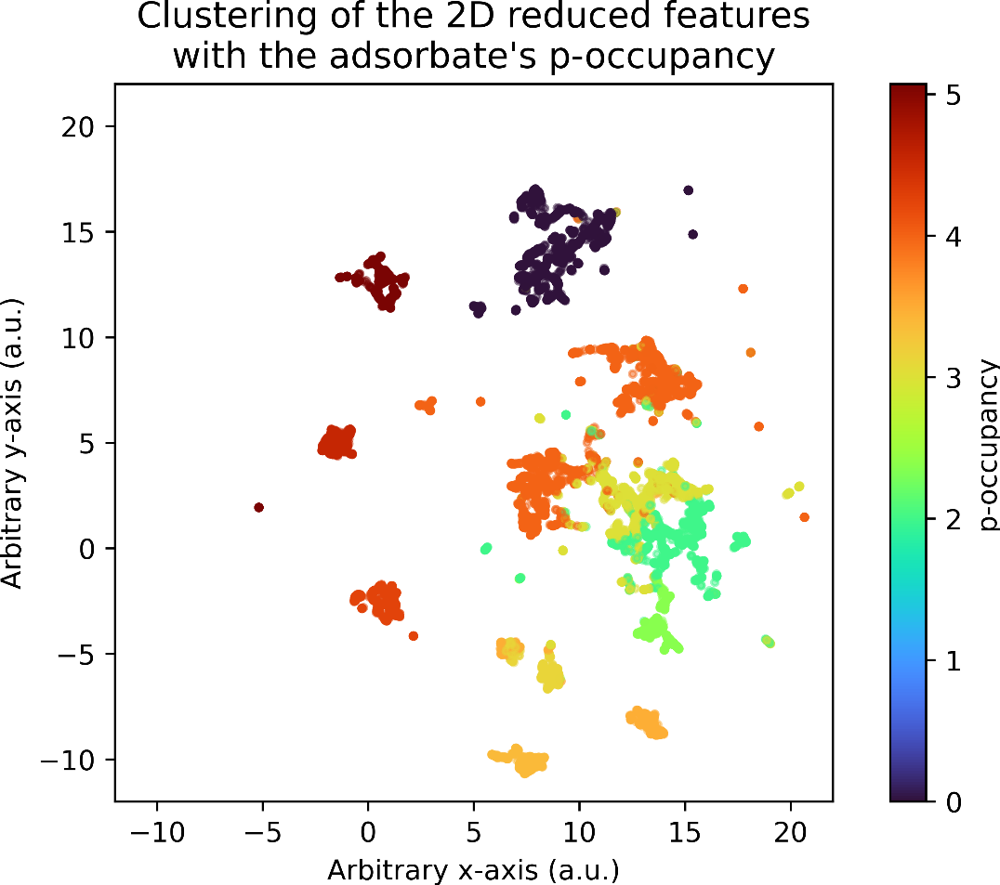 Clustering of the 2D reduced features
with the adsorbate's p-occupancy
20
15
10
5
0
−5
−10
Arbitrary y-axis (a.u.)
−10 −5 0 5 10 15 20
Arbitrary x-axis (a.u.)
5
4
3
2
1
0
p-occupancy